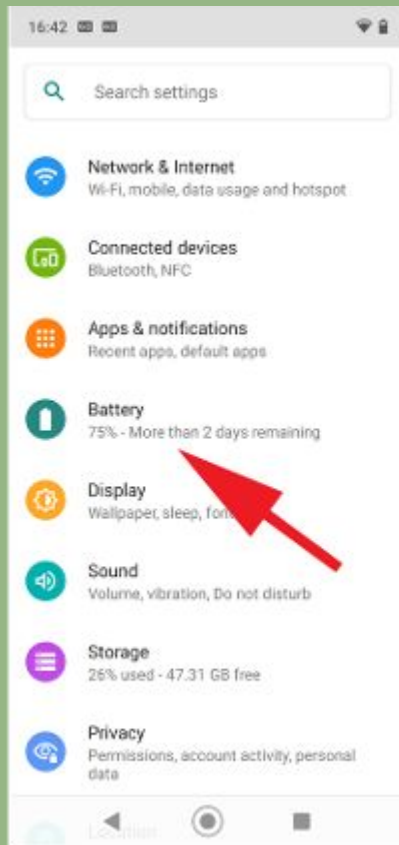 16:42
Search settings
Network & Internet
Wi-Fi, mobile, data usage and hotspot
Connected devices
Bluetooth, NFC
Apps & notifications
Recent apps, default apps
Battery
75% - More than 2 days remaining
Display
Wallpaper, sleep, font
Sound
Volume, vibration, Do not disturb
Storage
26% used - 47.31 GB free
Privacy
Permissions, account activity, personal
data
Location